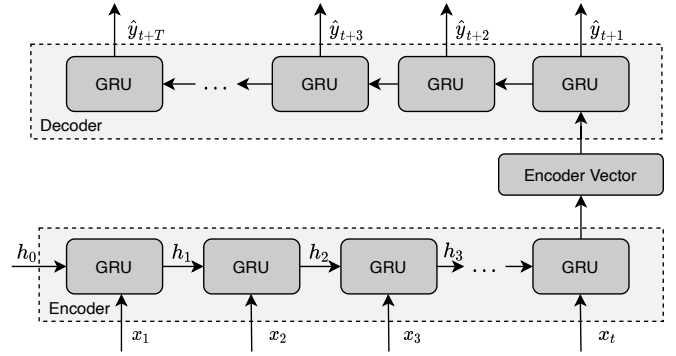 ŷ_{t+T} ŷ_{t+3} ŷ_{t+2} ŷ_{t+1}
GRU ... GRU GRU GRU
Decoder
Encoder Vector
h_0 h_1 h_2 h_3
GRU GRU GRU ... GRU
Encoder
x_1 x_2 x_3 x_t